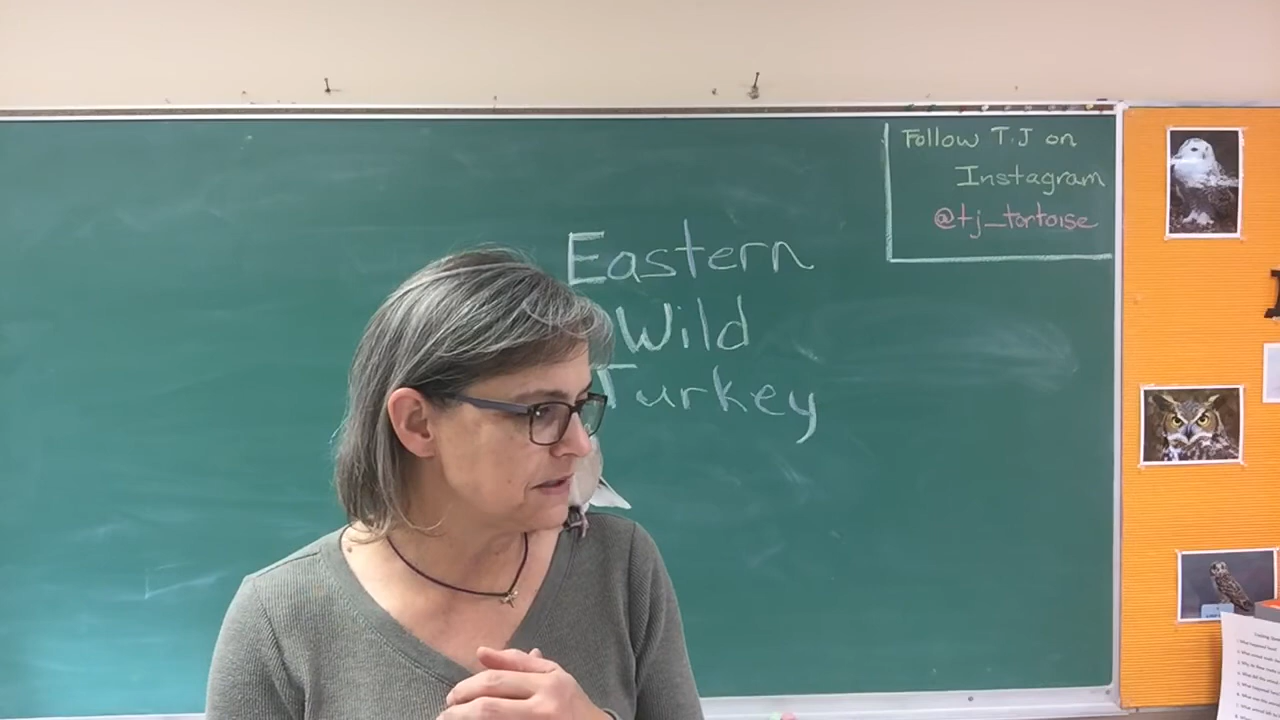 Follow T.J on
Instagram
@tj_tortoise
Eastern
Wild
Turkey